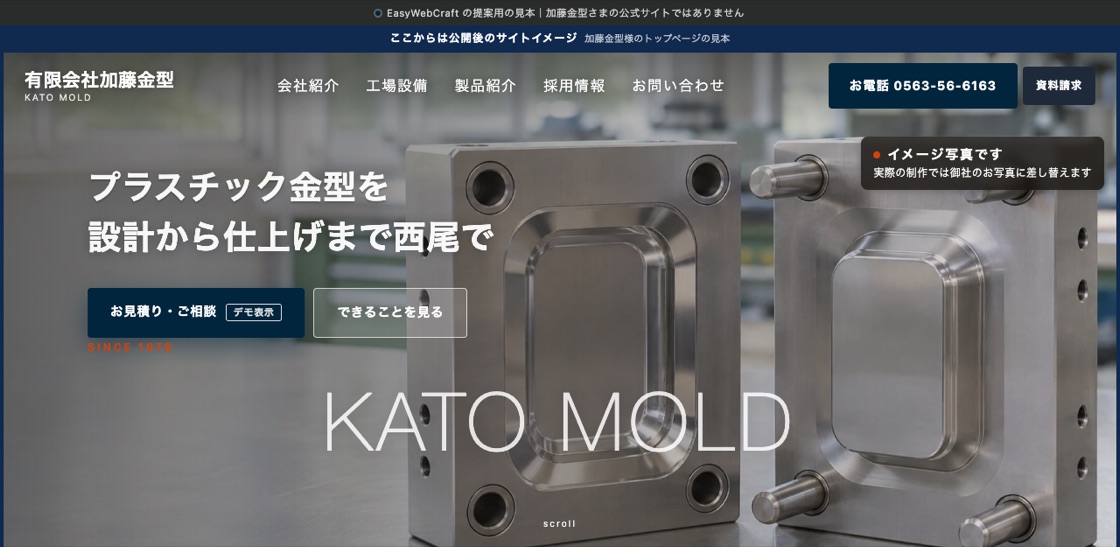 EasyWebCraft の提案用の見本｜加藤金型さまの公式サイトではありません
ここからは公開後のサイトイメージ 加藤金型様のトップページの見本
有限会社加藤金型
KATO MOLD
会社紹介 工場設備 製品紹介 採用情報 お問い合わせ
お電話 0563-56-6163
資料請求
イメージ写真です
実際の制作では御社のお写真に差し替えます
プラスチック金型を
設計から仕上げまで西尾で
お見積り・ご相談 デモ表示
できることを見る
SINCE 1978
KATO MOLD
scroll